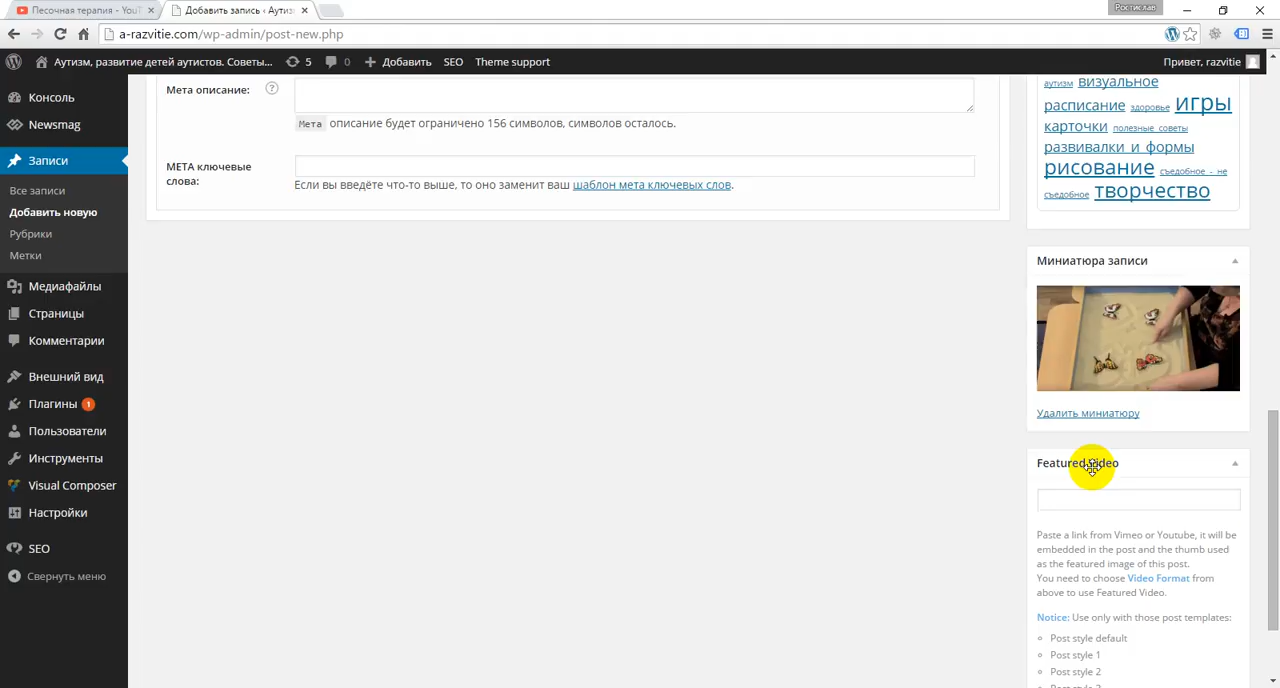 Песочная терапия - YouT
Добавить запись ‹ Аутиз
Ростислав
a-razvitie.com/wp-admin/post-new.php
Аутизм, развитие детей аутистов. Советы...
5
0
Добавить
SEO
Theme support
Привет, razvitie
Консоль
Newsmag
Записи
Все записи
Добавить новую
Рубрики
Метки
Медиафайлы
Страницы
Комментарии
Внешний вид
Плагины 1
Пользователи
Инструменты
Visual Composer
Настройки
SEO
Свернуть меню
Мета описание: ?
Мета описание будет ограничено 156 символов, символов осталось.
МЕТА ключевые
слова:
Если вы введёте что-то выше, то оно заменит ваш шаблон мета ключевых слов.
аутизм визуальное
расписание здоровье игры
карточки полезные советы
развивалки и формы
рисование съедобное - не
съедобное творчество
Миниатюра записи
Удалить миниатюру
Featured Video
Paste a link from Vimeo or Youtube, it will be
embedded in the post and the thumb used
as the featured image of this post.
You need to choose Video Format from
above to use Featured Video.
Notice: Use only with those post templates:
Post style default
Post style 1
Post style 2